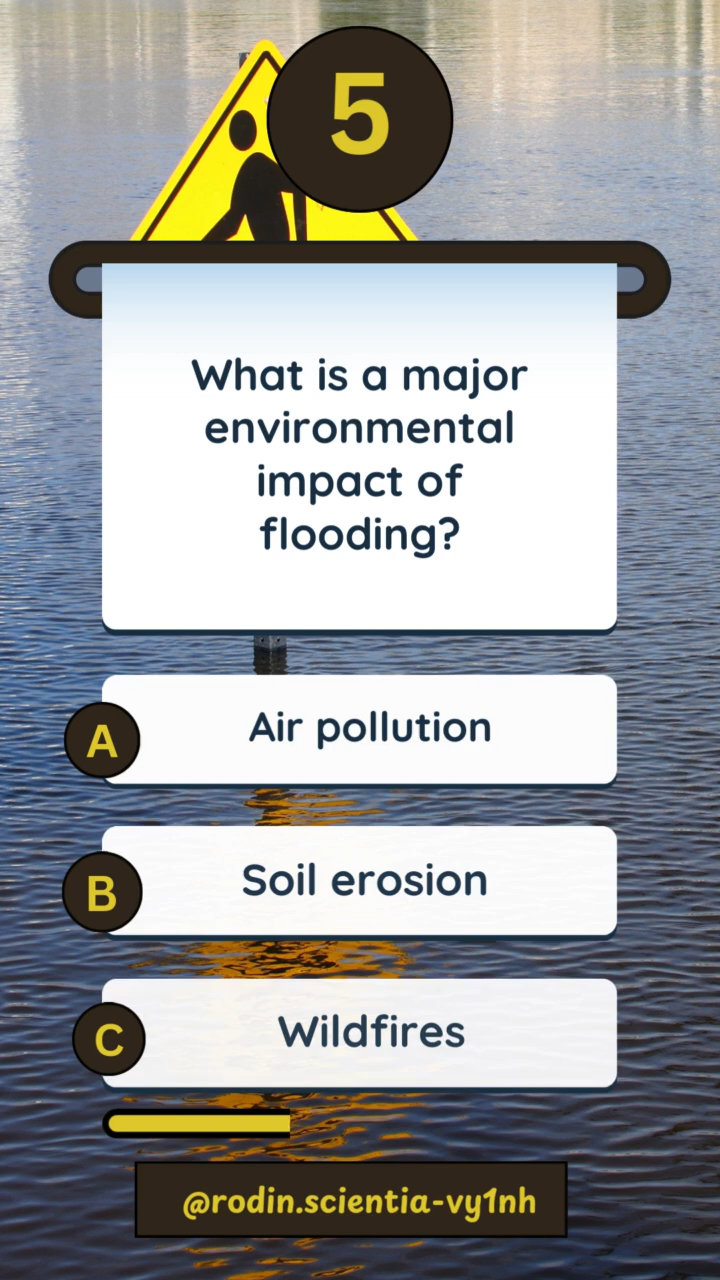 5
What is a major
environmental
impact of
flooding?
A
Air pollution
B
Soil erosion
C
Wildfires
@rodin.scientia-vy1nh